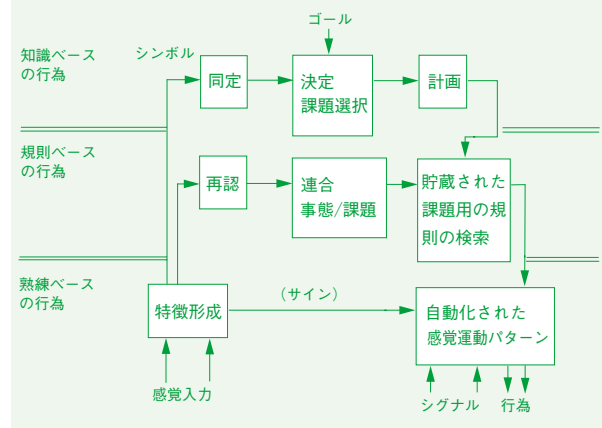 ゴール
知識ベース
の行為
シンボル
同定
決定
課題選択
計画
規則ベース
の行為
再認
連合
事態/課題
貯蔵された
課題用の規
則の検索
熟練ベース
の行為
特徴形成
(サイン)
自動化された
感覚運動パターン
感覚入力
シグナル
行為